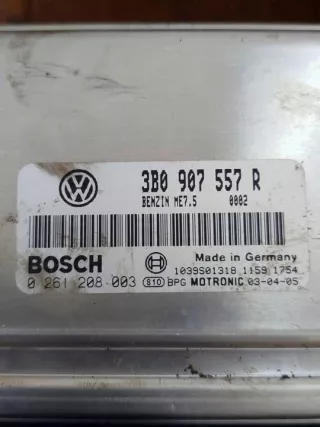 3B0 907 557 R
BENZIN ME7.5 0002
BOSCH Made in Germany
0 261 208 003 1039S01318 1159 1754
S10 BPG MOTRONIC 03-04-05